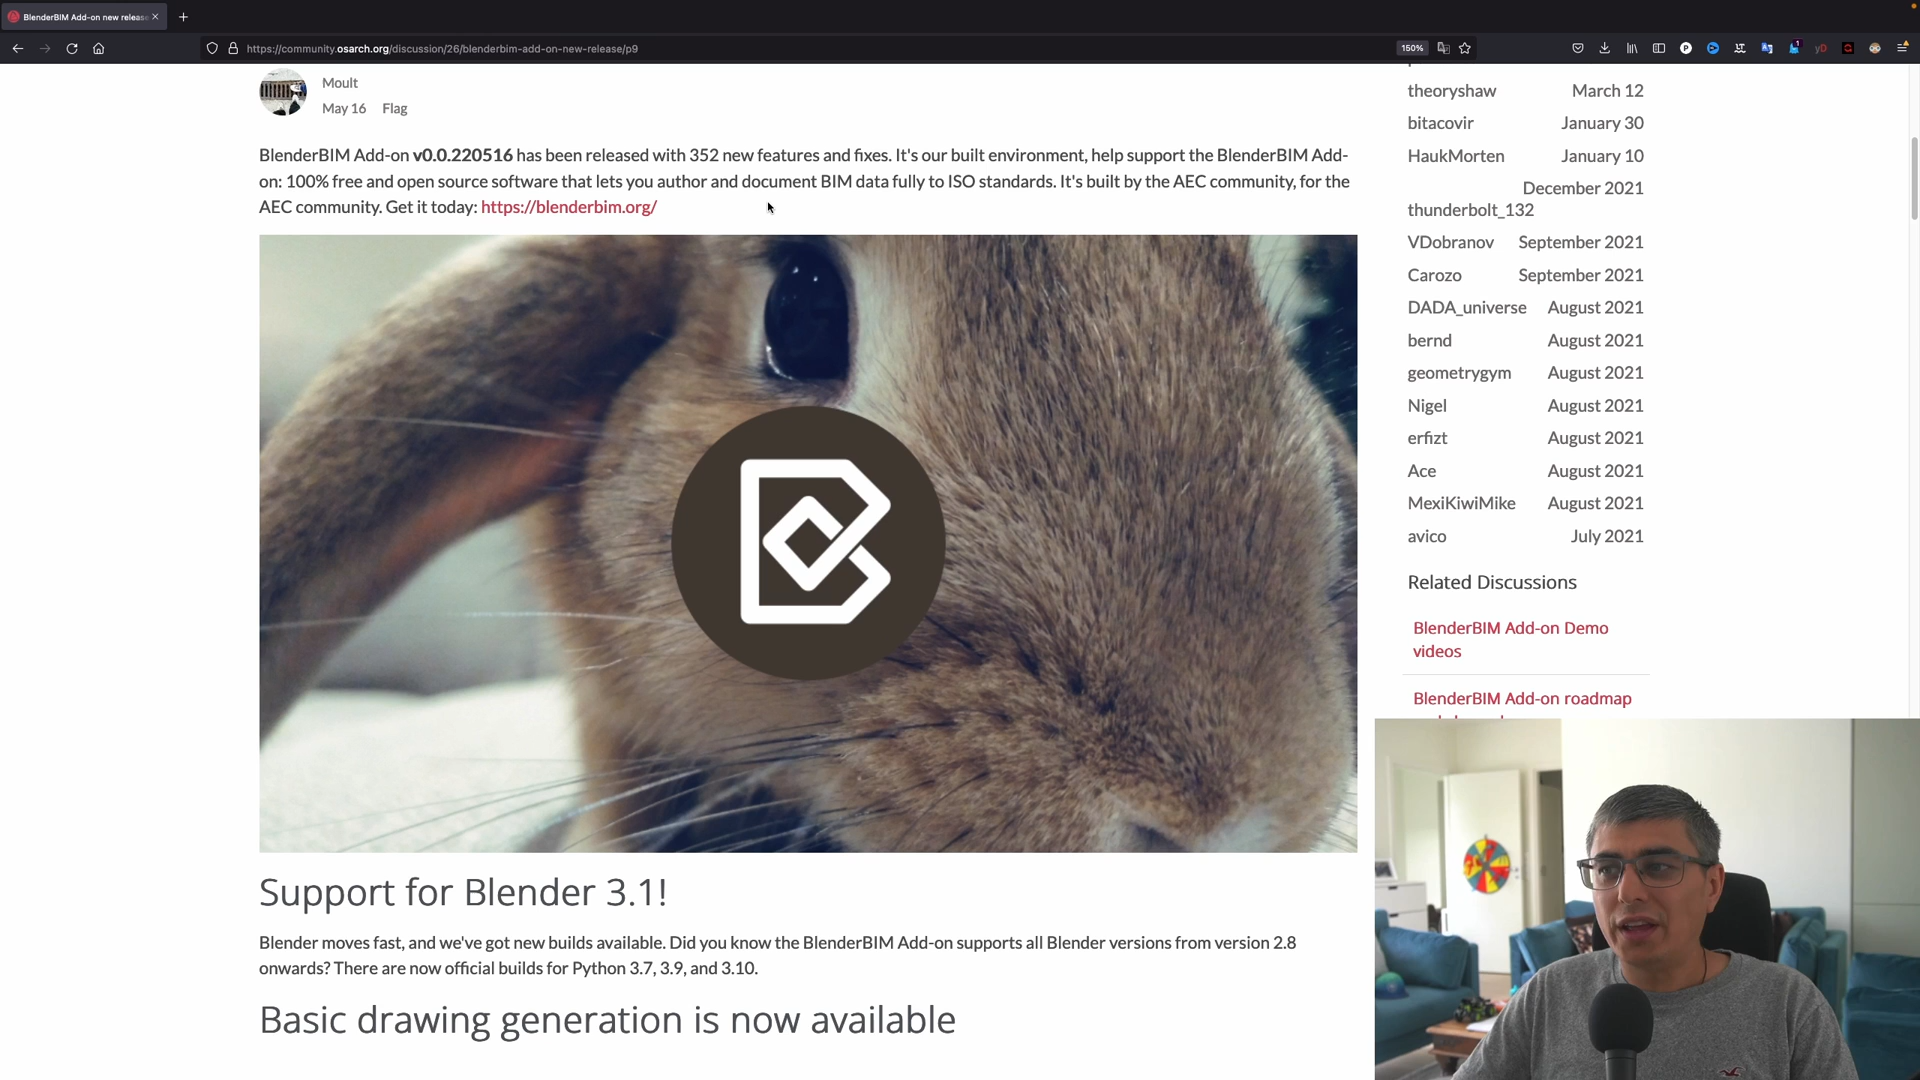 BlenderBIM Add-on new release
https://community.osarch.org/discussion/26/blenderbim-add-on-new-release/p9
150%
Moult
May 16 Flag
BlenderBIM Add-on v0.0.220516 has been released with 352 new features and fixes. It's our built environment, help support the BlenderBIM Add-
on: 100% free and open source software that lets you author and document BIM data fully to ISO standards. It's built by the AEC community, for the
AEC community. Get it today: https://blenderbim.org/
Support for Blender 3.1!
Blender moves fast, and we've got new builds available. Did you know the BlenderBIM Add-on supports all Blender versions from version 2.8
onwards? There are now official builds for Python 3.7, 3.9, and 3.10.
Basic drawing generation is now available
theoryshaw March 12
bitacovir January 30
HaukMorten January 10
December 2021
thunderbolt_132
VDobranov September 2021
Carozo September 2021
DADA_universe August 2021
bernd August 2021
geometrygym August 2021
Nigel August 2021
erfizt August 2021
Ace August 2021
MexiKiwiMike August 2021
avico July 2021
Related Discussions
BlenderBIM Add-on Demo
videos
BlenderBIM Add-on roadmap